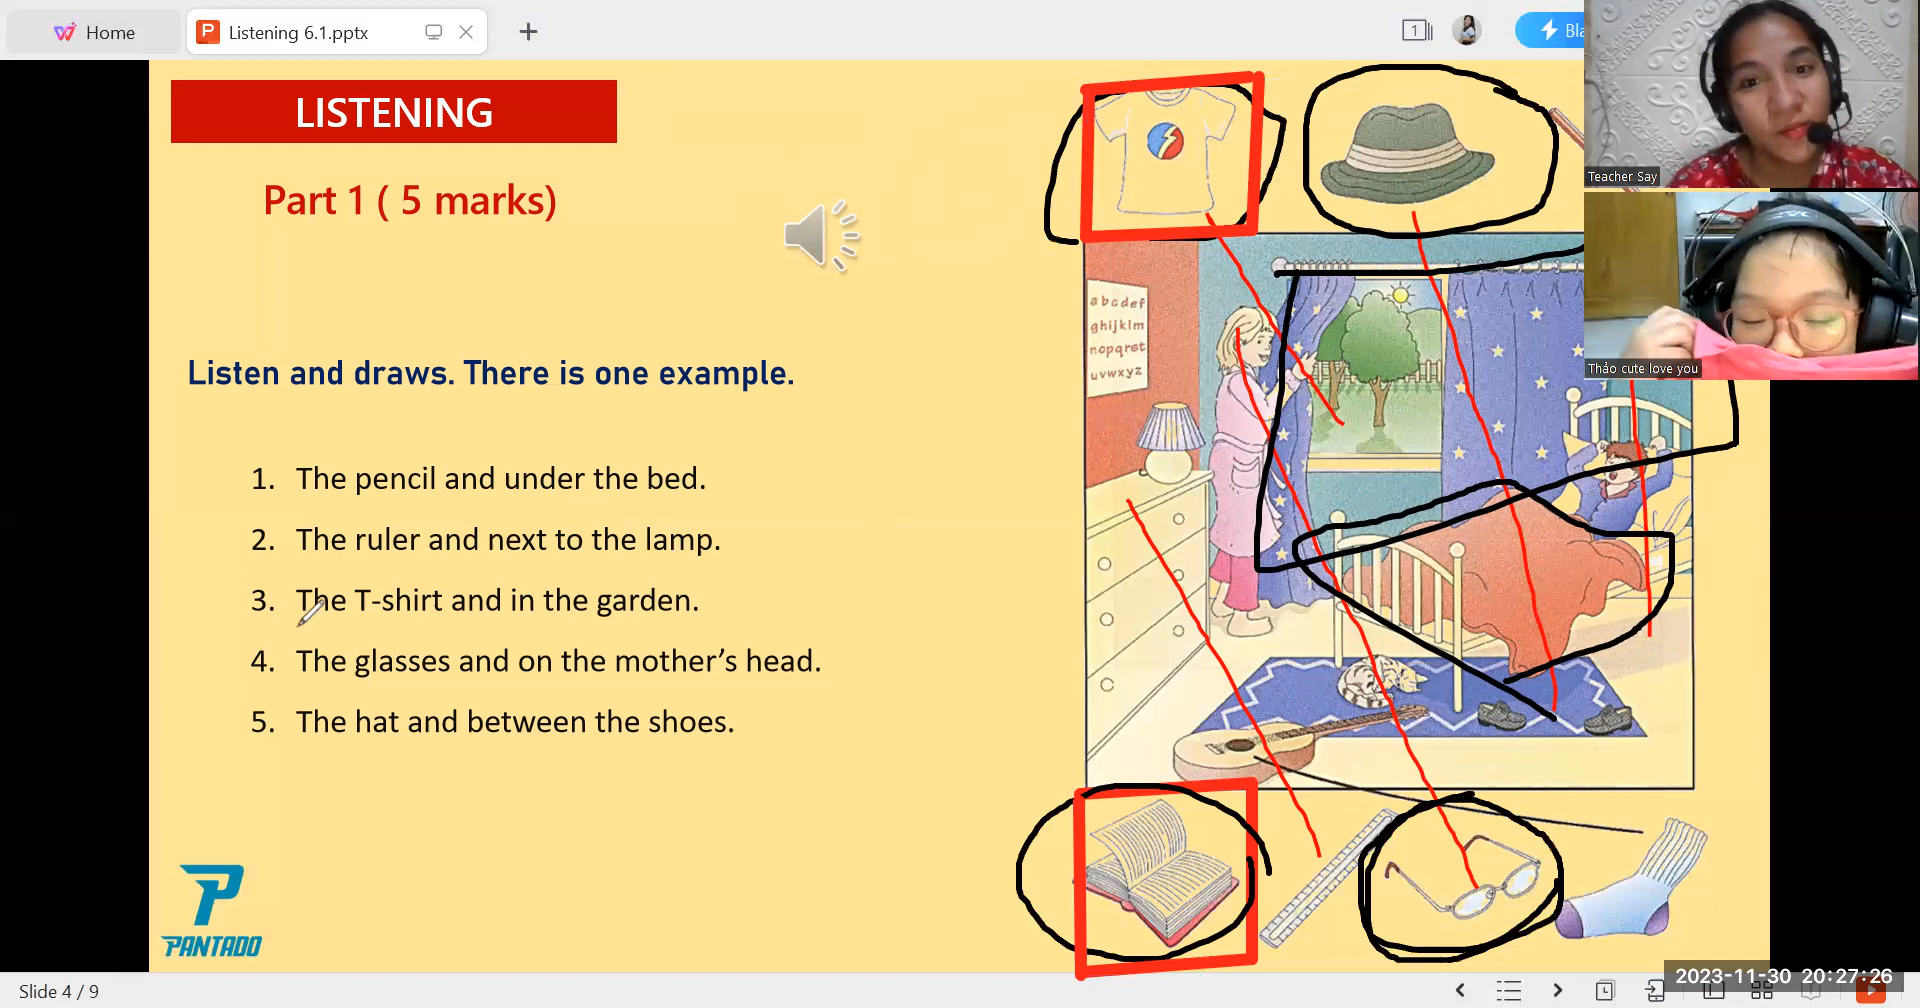 Home
Listening 6.1.pptx
1
LISTENING
Part 1 ( 5 marks)
Listen and draws. There is one example.
1. The pencil and under the bed.
2. The ruler and next to the lamp.
3. The T-shirt and in the garden.
4. The glasses and on the mother’s head.
5. The hat and between the shoes.
PANTADO
abcdef
ghijklm
nopqrst
uvwxyz
Teacher Say
Thảo cute love you
Slide 4 / 9
2023-11-30 20:27:26